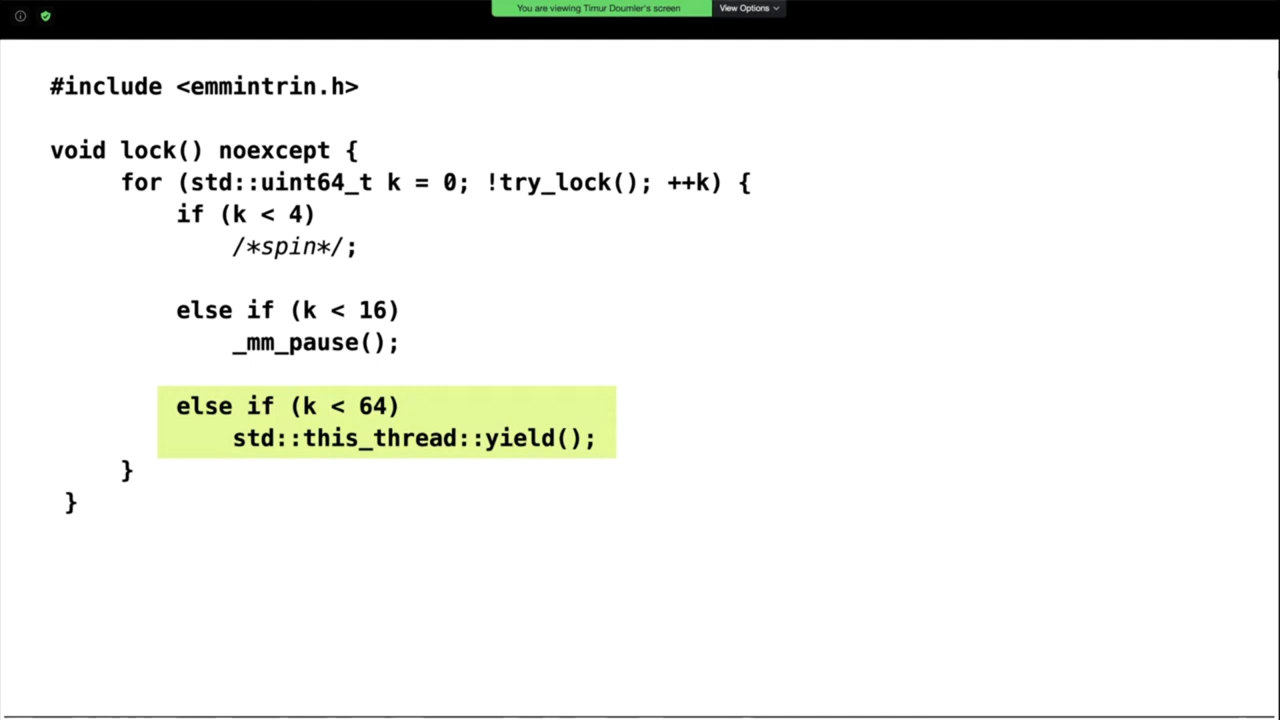 You are viewing Timur Doumler's screen
View Options
#include <emmintrin.h>
void lock() noexcept {
for (std::uint64_t k = 0; !try_lock(); ++k) {
if (k < 4)
/*spin*/;
else if (k < 16)
_mm_pause();
else if (k < 64)
std::this_thread::yield();
}
}